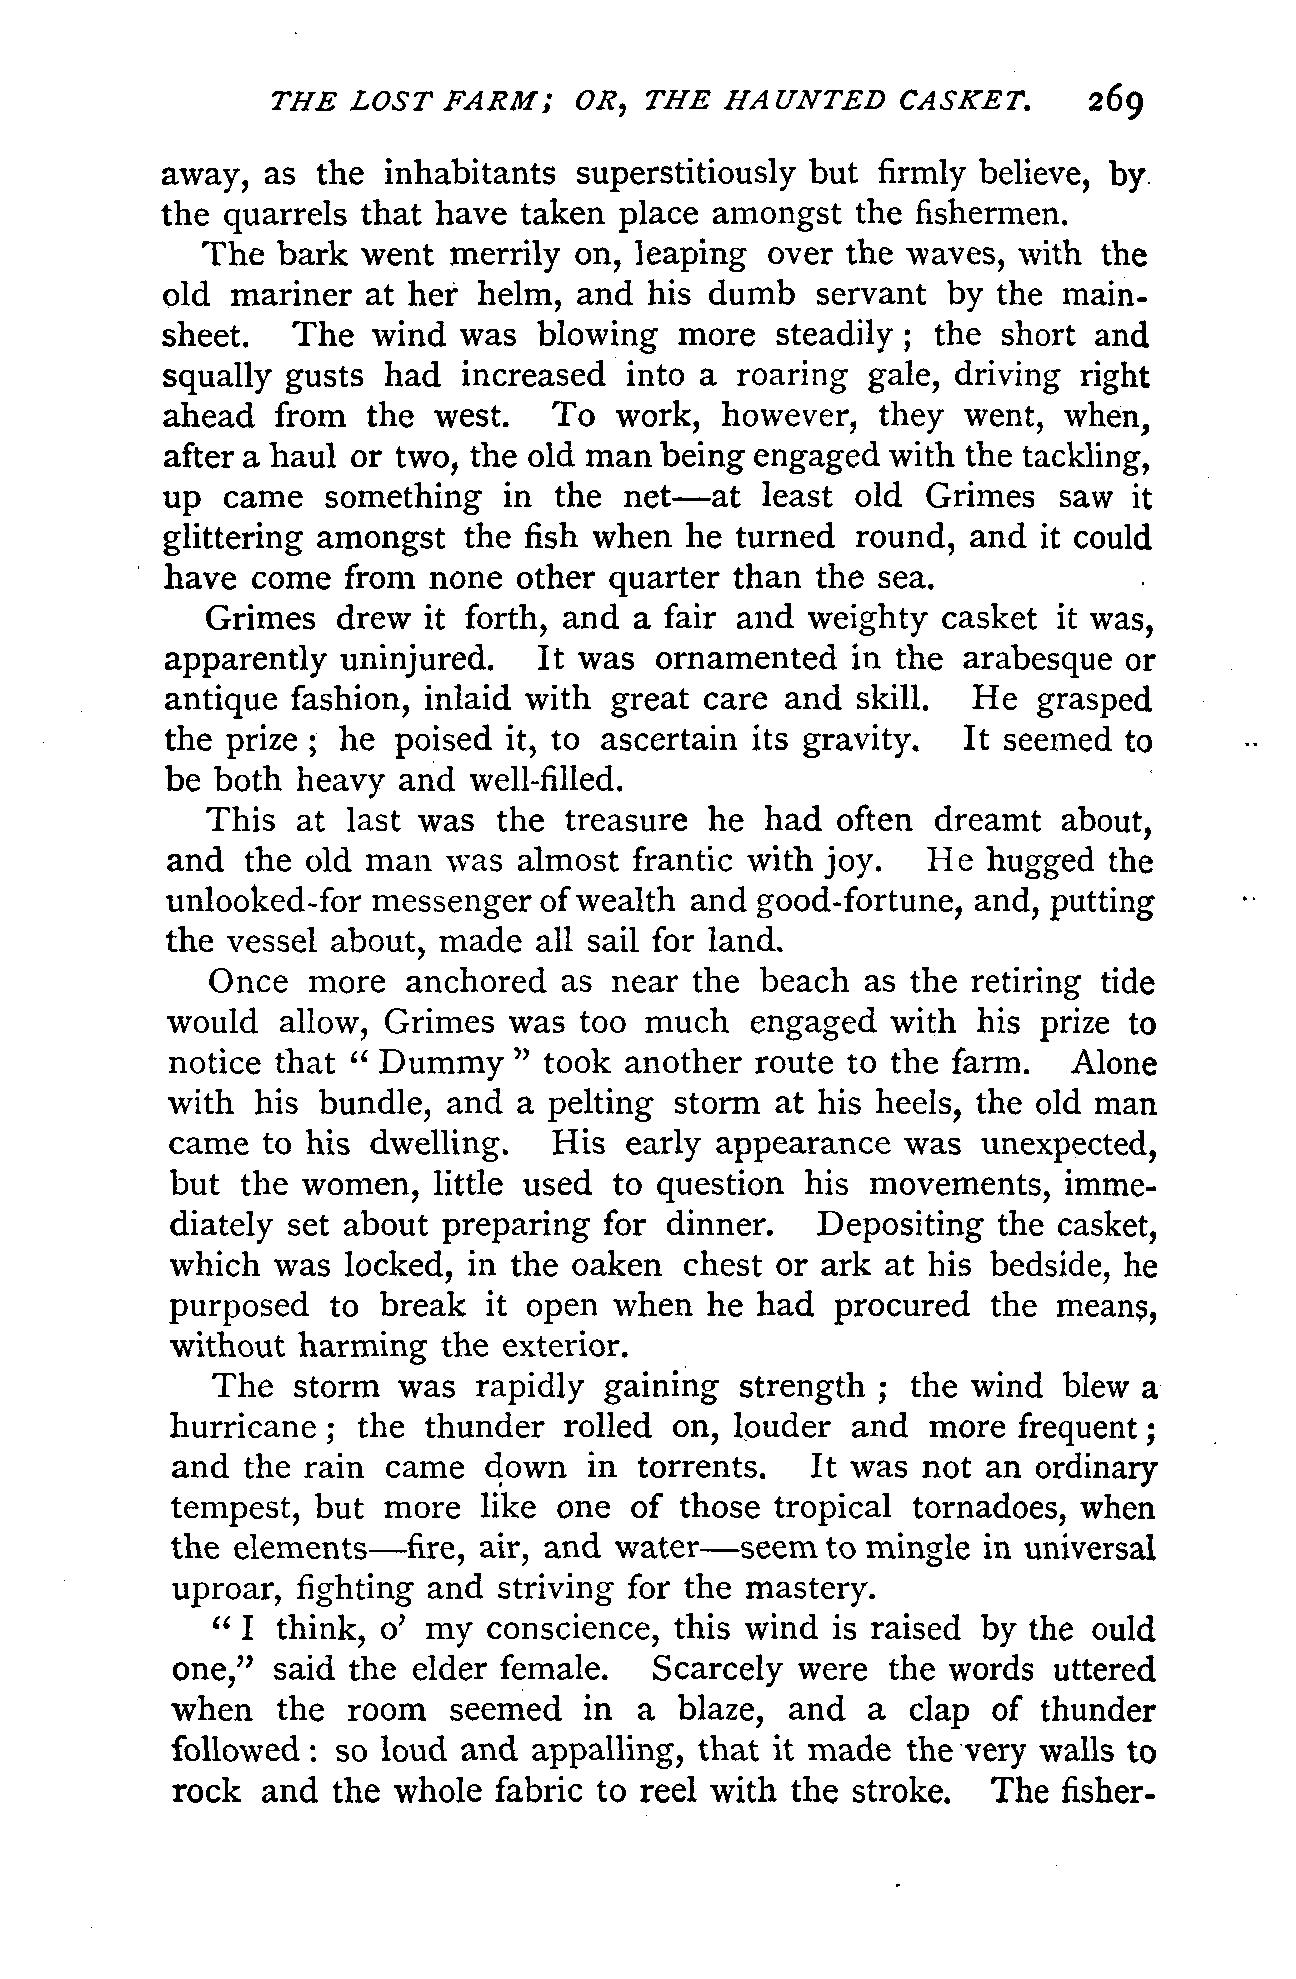 THE LOST FARM; OR, THE HAUNTED CASKET. 269
away, as the inhabitants superstitiously but firmly believe, by
the quarrels that have taken place amongst the fishermen.
The bark went merrily on, leaping over the waves, with the
old mariner at her helm, and his dumb servant by the main-
sheet. The wind was blowing more steadily; the short and
squally gusts had increased into a roaring gale, driving right
ahead from the west. To work, however, they went, when,
after a haul or two, the old man being engaged with the tackling,
up came something in the net—at least old Grimes saw it
glittering amongst the fish when he turned round, and it could
have come from none other quarter than the sea.
Grimes drew it forth, and a fair and weighty casket it was,
apparently uninjured. It was ornamented in the arabesque or
antique fashion, inlaid with great care and skill. He grasped
the prize; he poised it, to ascertain its gravity. It seemed to
be both heavy and well-filled.
This at last was the treasure he had often dreamt about,
and the old man was almost frantic with joy. He hugged the
unlooked-for messenger of wealth and good-fortune, and, putting
the vessel about, made all sail for land.
Once more anchored as near the beach as the retiring tide
would allow, Grimes was too much engaged with his prize to
notice that "Dummy" took another route to the farm. Alone
with his bundle, and a pelting storm at his heels, the old man
came to his dwelling. His early appearance was unexpected,
but the women, little used to question his movements, imme-
diately set about preparing for dinner. Depositing the casket,
which was locked, in the oaken chest or ark at his bedside, he
purposed to break it open when he had procured the means,
without harming the exterior.
The storm was rapidly gaining strength; the wind blew a
hurricane; the thunder rolled on, louder and more frequent;
and the rain came down in torrents. It was not an ordinary
tempest, but more like one of those tropical tornadoes, when
the elements—fire, air, and water—seem to mingle in universal
uproar, fighting and striving for the mastery.
"I think, o' my conscience, this wind is raised by the ould
one," said the elder female. Scarcely were the words uttered
when the room seemed in a blaze, and a clap of thunder
followed: so loud and appalling, that it made the very walls to
rock and the whole fabric to reel with the stroke. The fisher-